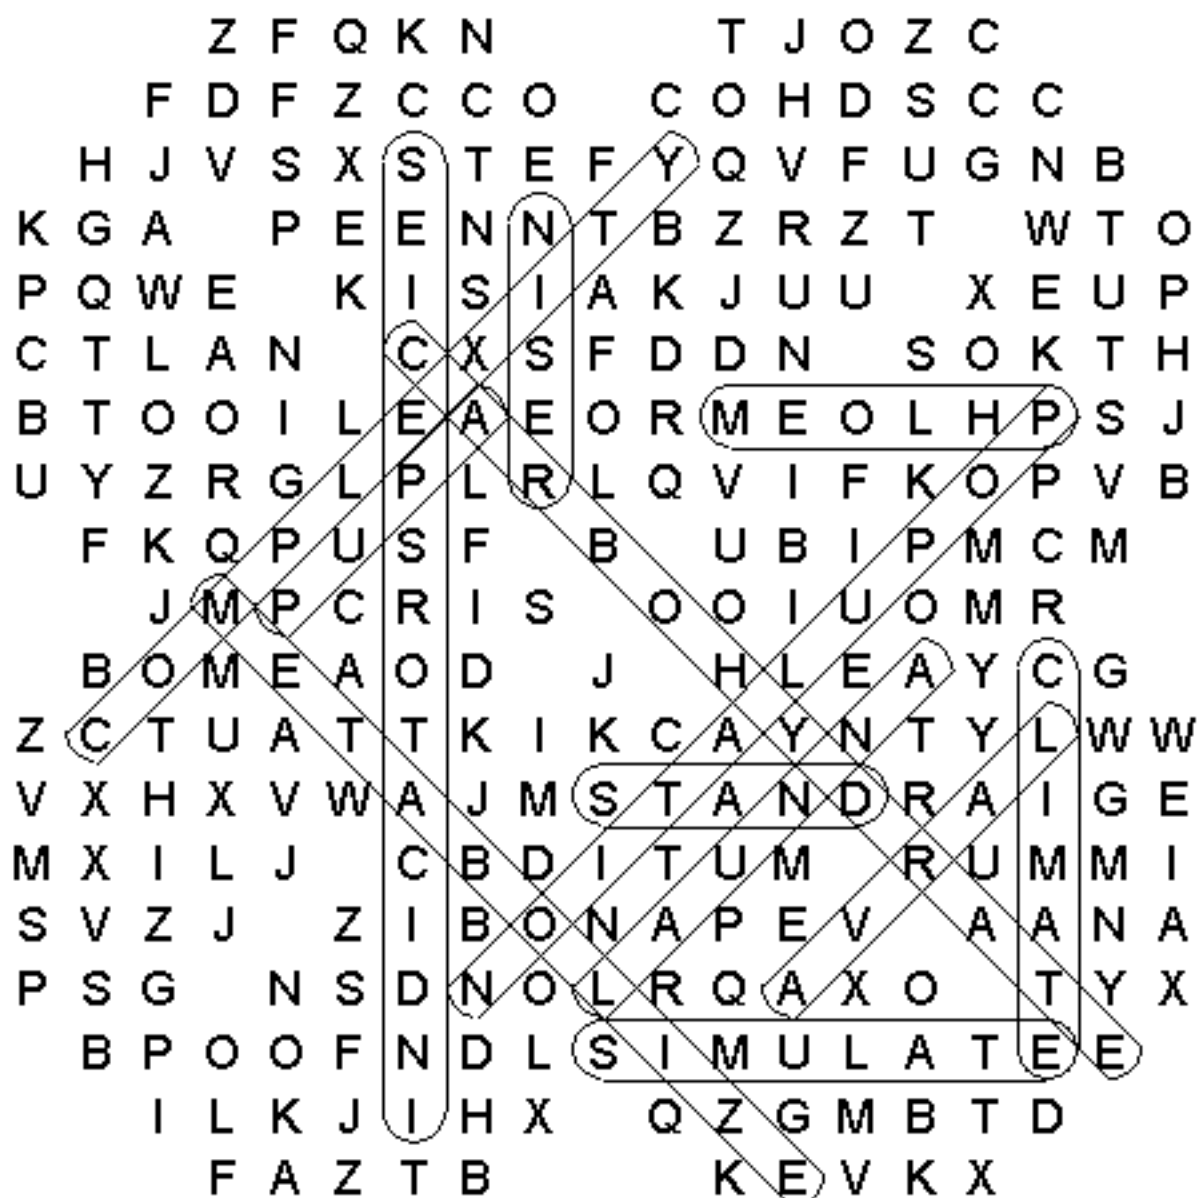 Z F Q K N T J O Z C
F D F Z C C O C O H D S C C
H J V S X S T E F Y Q V F U G N B
K G A P E E N N T B Z R Z T W T O
P Q W E K I S I A K J U U X E U P
C T L A N C X S F D D N S O K T H
B T O O I L E A E O R M E O L H P S J
U Y Z R G L P L R L Q V I F K O P V B
F K Q P U S F B U B I P M C M
J M P C R I S O O I U O M R
B O M E A O D J H L E A Y C G
Z C T U A T T K I K C A Y N T Y L W W
V X H X V W A J M S T A N D R A I G E
M X I L J C B D I T U M R U M M I
S V Z J Z I B O N A P E V A A N A
P S G N S D N O L R Q A X O T Y X
B P O O F N D L S I M U L A T E E
I L K J I H X Q Z G M B T D
F A Z T B K E V K X